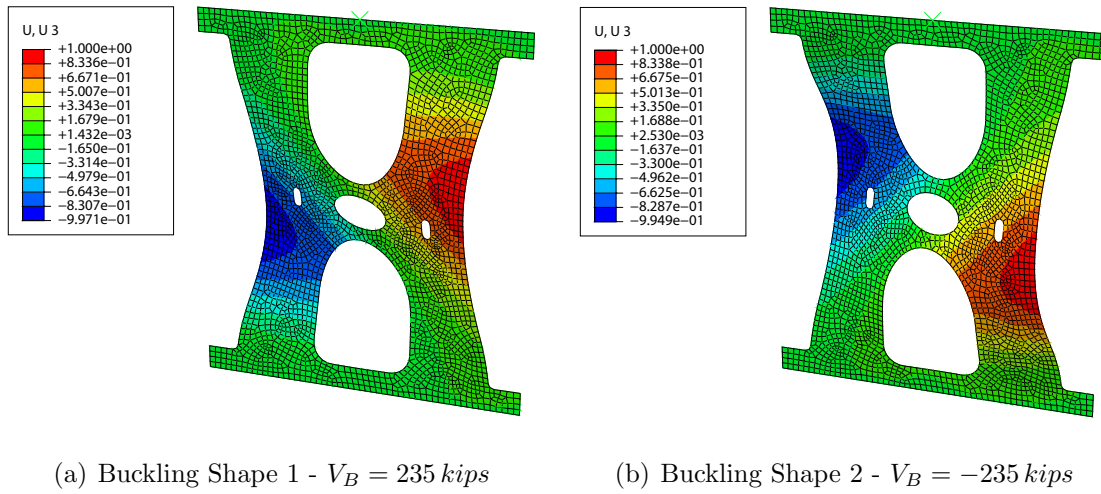 U, U3
+1.000e+00
+8.336e−01
+6.671e−01
+5.007e−01
+3.343e−01
+1.679e−01
+1.432e−03
−1.650e−01
−3.314e−01
−4.979e−01
−6.643e−01
−8.307e−01
−9.971e−01
U, U3
+1.000e+00
+8.338e−01
+6.675e−01
+5.013e−01
+3.350e−01
+1.688e−01
+2.530e−03
−1.637e−01
−3.300e−01
−4.962e−01
−6.625e−01
−8.287e−01
−9.949e−01
(a) Buckling Shape 1 - V_B = 235 kips
(b) Buckling Shape 2 - V_B = −235 kips